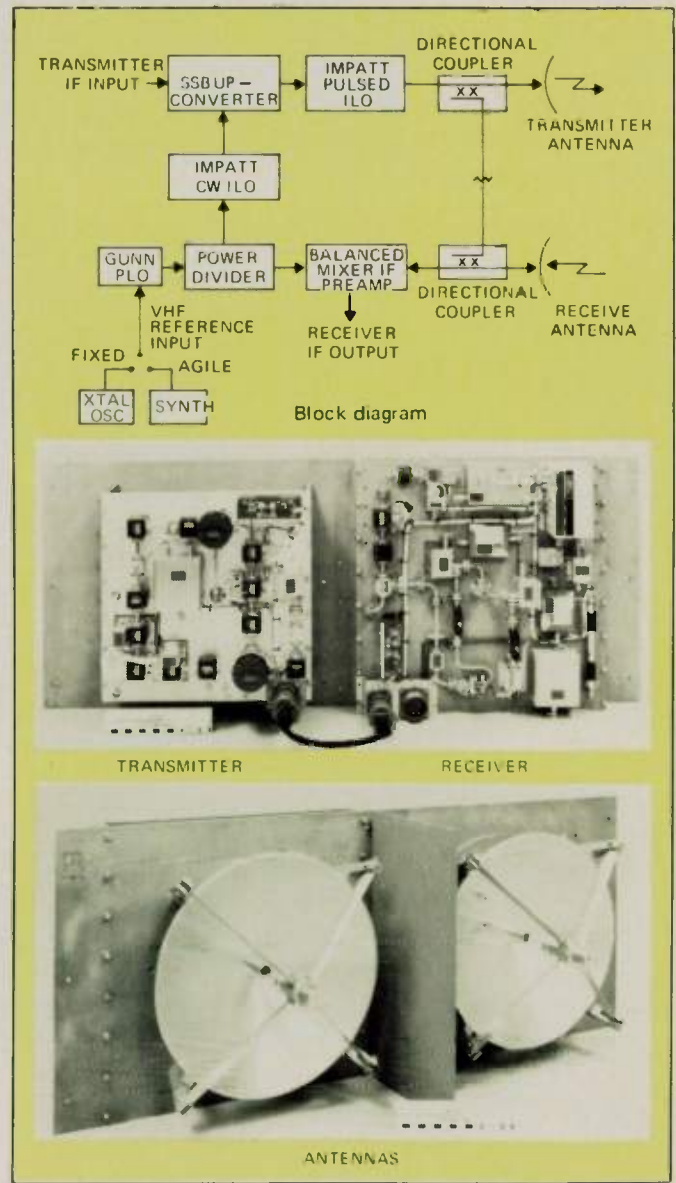 DIRECTIONAL
COUPLER
TRANSMITTER
IF INPUT
SSB UP–
CONVERTER
IMPATT
PULSED
ILO
X X
TRANSMITTER
ANTENNA
IMPATT
CW ILO
GUNN
PLO
POWER
DIVIDER
BALANCED
MIXER IF
PREAMP
X X
DIRECTIONAL
COUPLER
RECEIVE
ANTENNA
VHF
REFERENCE
INPUT
RECEIVER
IF OUTPUT
FIXED
AGILE
XTAL
OSC
SYNTH
Block diagram
TRANSMITTER
RECEIVER
ANTENNAS